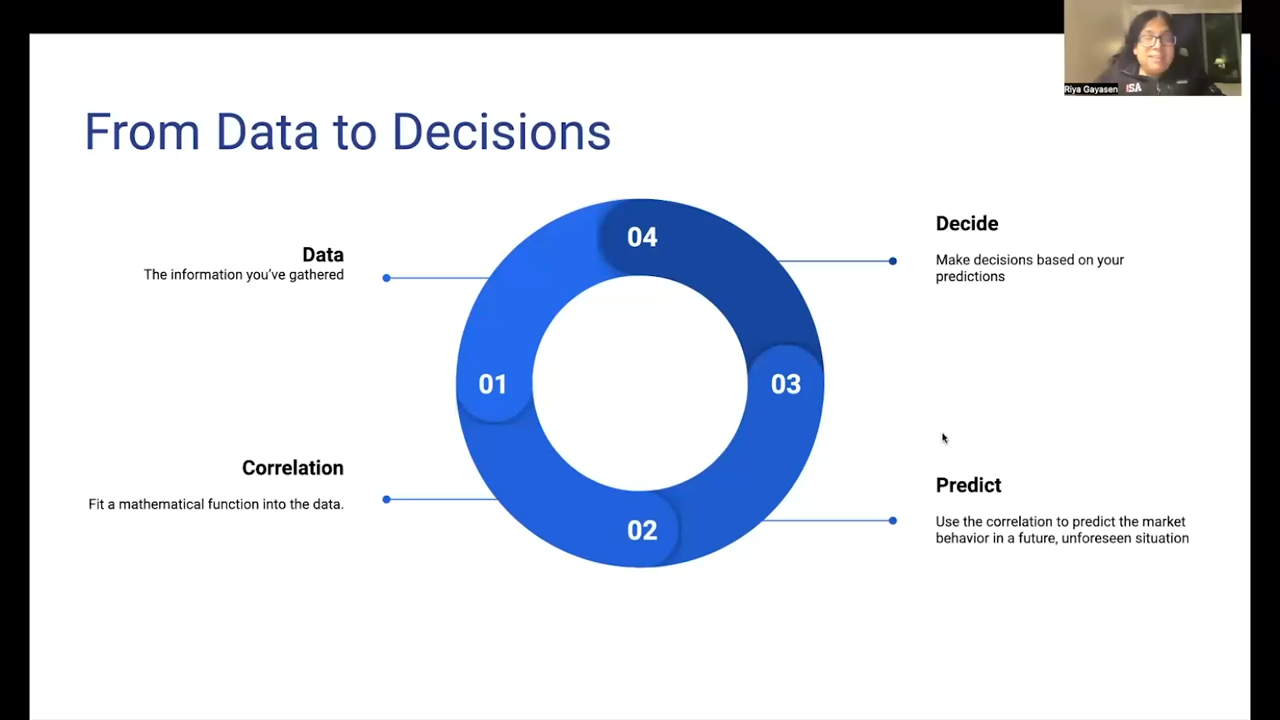 Riya Gayasen
ISA
From Data to Decisions
Data
The information you've gathered
Correlation
Fit a mathematical function into the data.
01
02
03
04
Decide
Make decisions based on your
predictions
Predict
Use the correlation to predict the market
behavior in a future, unforeseen situation